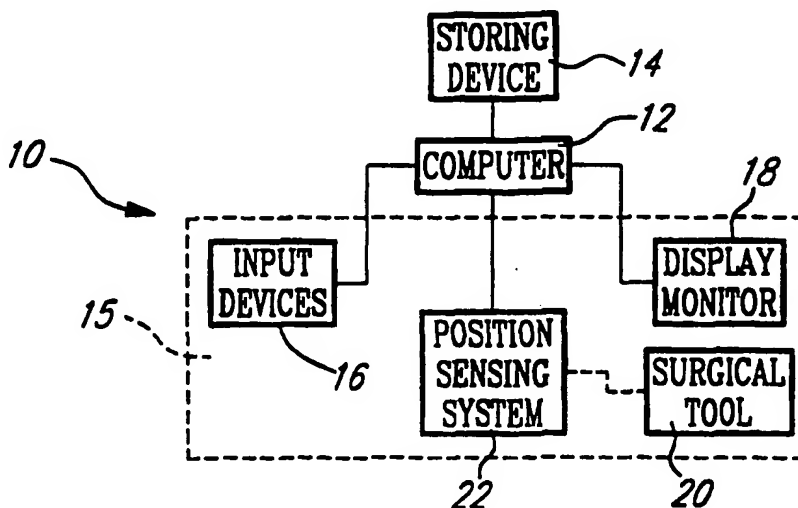 STORING
DEVICE
14
12
COMPUTER
10
18
INPUT
DEVICES
DISPLAY
MONITOR
15
16
POSITION
SENSING
SYSTEM
SURGICAL
TOOL
22
20